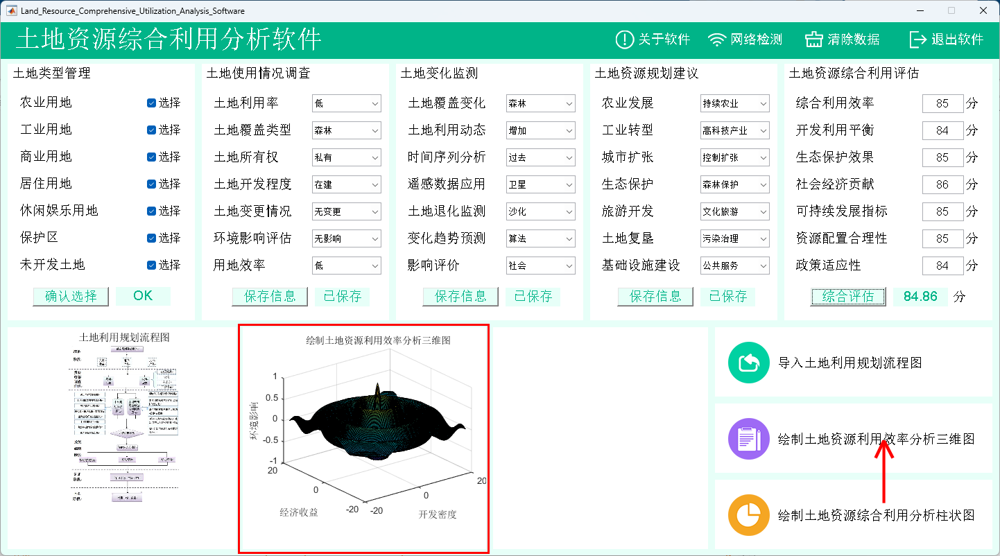 Land_Resource_Comprehensive_Utilization_Analysis_Software
土地资源综合利用分析软件
关于软件
网络检测
清除数据
退出软件
土地类型管理
农业用地 选择
工业用地 选择
商业用地 选择
居住用地 选择
休闲娱乐用地 选择
保护区 选择
未开发土地 选择
确认选择 OK
土地使用情况调查
土地利用率 低
土地覆盖类型 森林
土地所有权 私有
土地开发程度 在建
土地变更情况 无变更
环境影响评估 无影响
用地效率 低
保存信息 已保存
土地变化监测
土地覆盖变化 森林
土地利用动态 增加
时间序列分析 过去
遥感数据应用 卫星
土地退化监测 沙化
变化趋势预测 算法
影响评价 社会
保存信息 已保存
土地资源规划建议
农业发展 持续农业
工业转型 高科技产业
城市扩张 控制扩张
生态保护 森林保护
旅游开发 文化旅游
土地复垦 污染治理
基础设施建设 公共服务
保存信息 已保存
土地资源综合利用评估
综合利用效率 85 分
开发利用平衡 84 分
生态保护效果 85 分
社会经济贡献 86 分
可持续发展指标 85 分
资源配置合理性 85 分
政策适应性 84 分
综合评估 84.86 分
土地利用规划流程图
绘制土地资源利用效率分析三维图
1
0.5
0
-0.5
-1
环境影响
20
0
-20
经济收益
-20
0
20
开发密度
导入土地利用规划流程图
绘制土地资源利用效率分析三维图
绘制土地资源综合利用分析柱状图